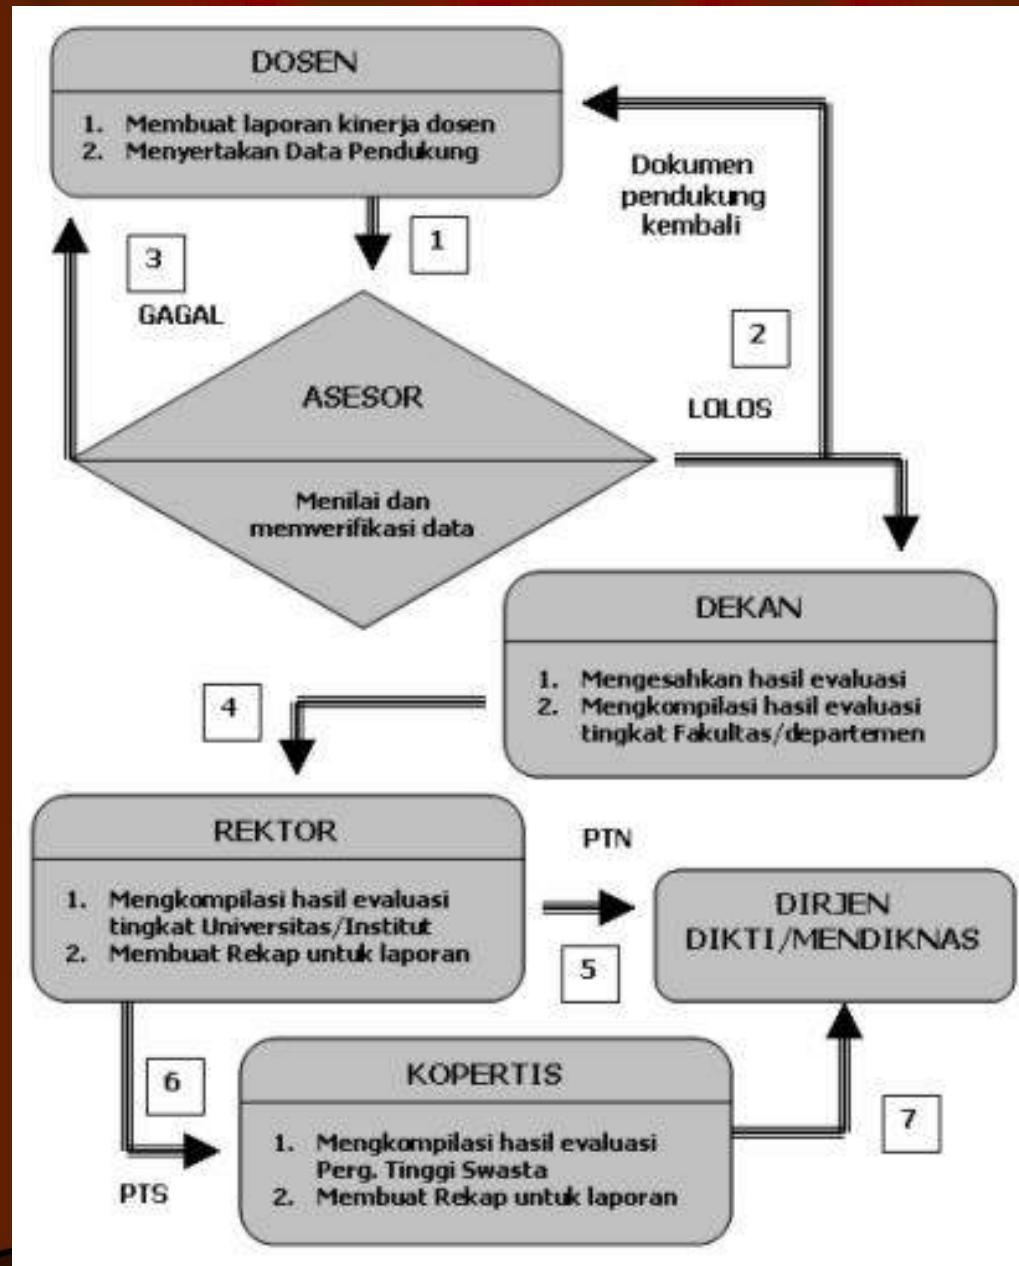 DOSEN
1. Membuat laporan kinerja dosen
2. Menyertakan Data Pendukung
Dokumen
pendukung
kembali
1
3
GAGAL
2
LOLOS
ASESOR
Menilai dan
memverifikasi data
DEKAN
1. Mengesahkan hasil evaluasi
2. Mengkompilasi hasil evaluasi
tingkat Fakultas/departemen
4
REKTOR
1. Mengkompilasi hasil evaluasi
tingkat Universitas/Institut
2. Membuat Rekap untuk laporan
PTN
5
DIRJEN
DIKTI/MENDIKNAS
6
PTS
KOPERTIS
1. Mengkompilasi hasil evaluasi
Perg. Tinggi Swasta
2. Membuat Rekap untuk laporan
7